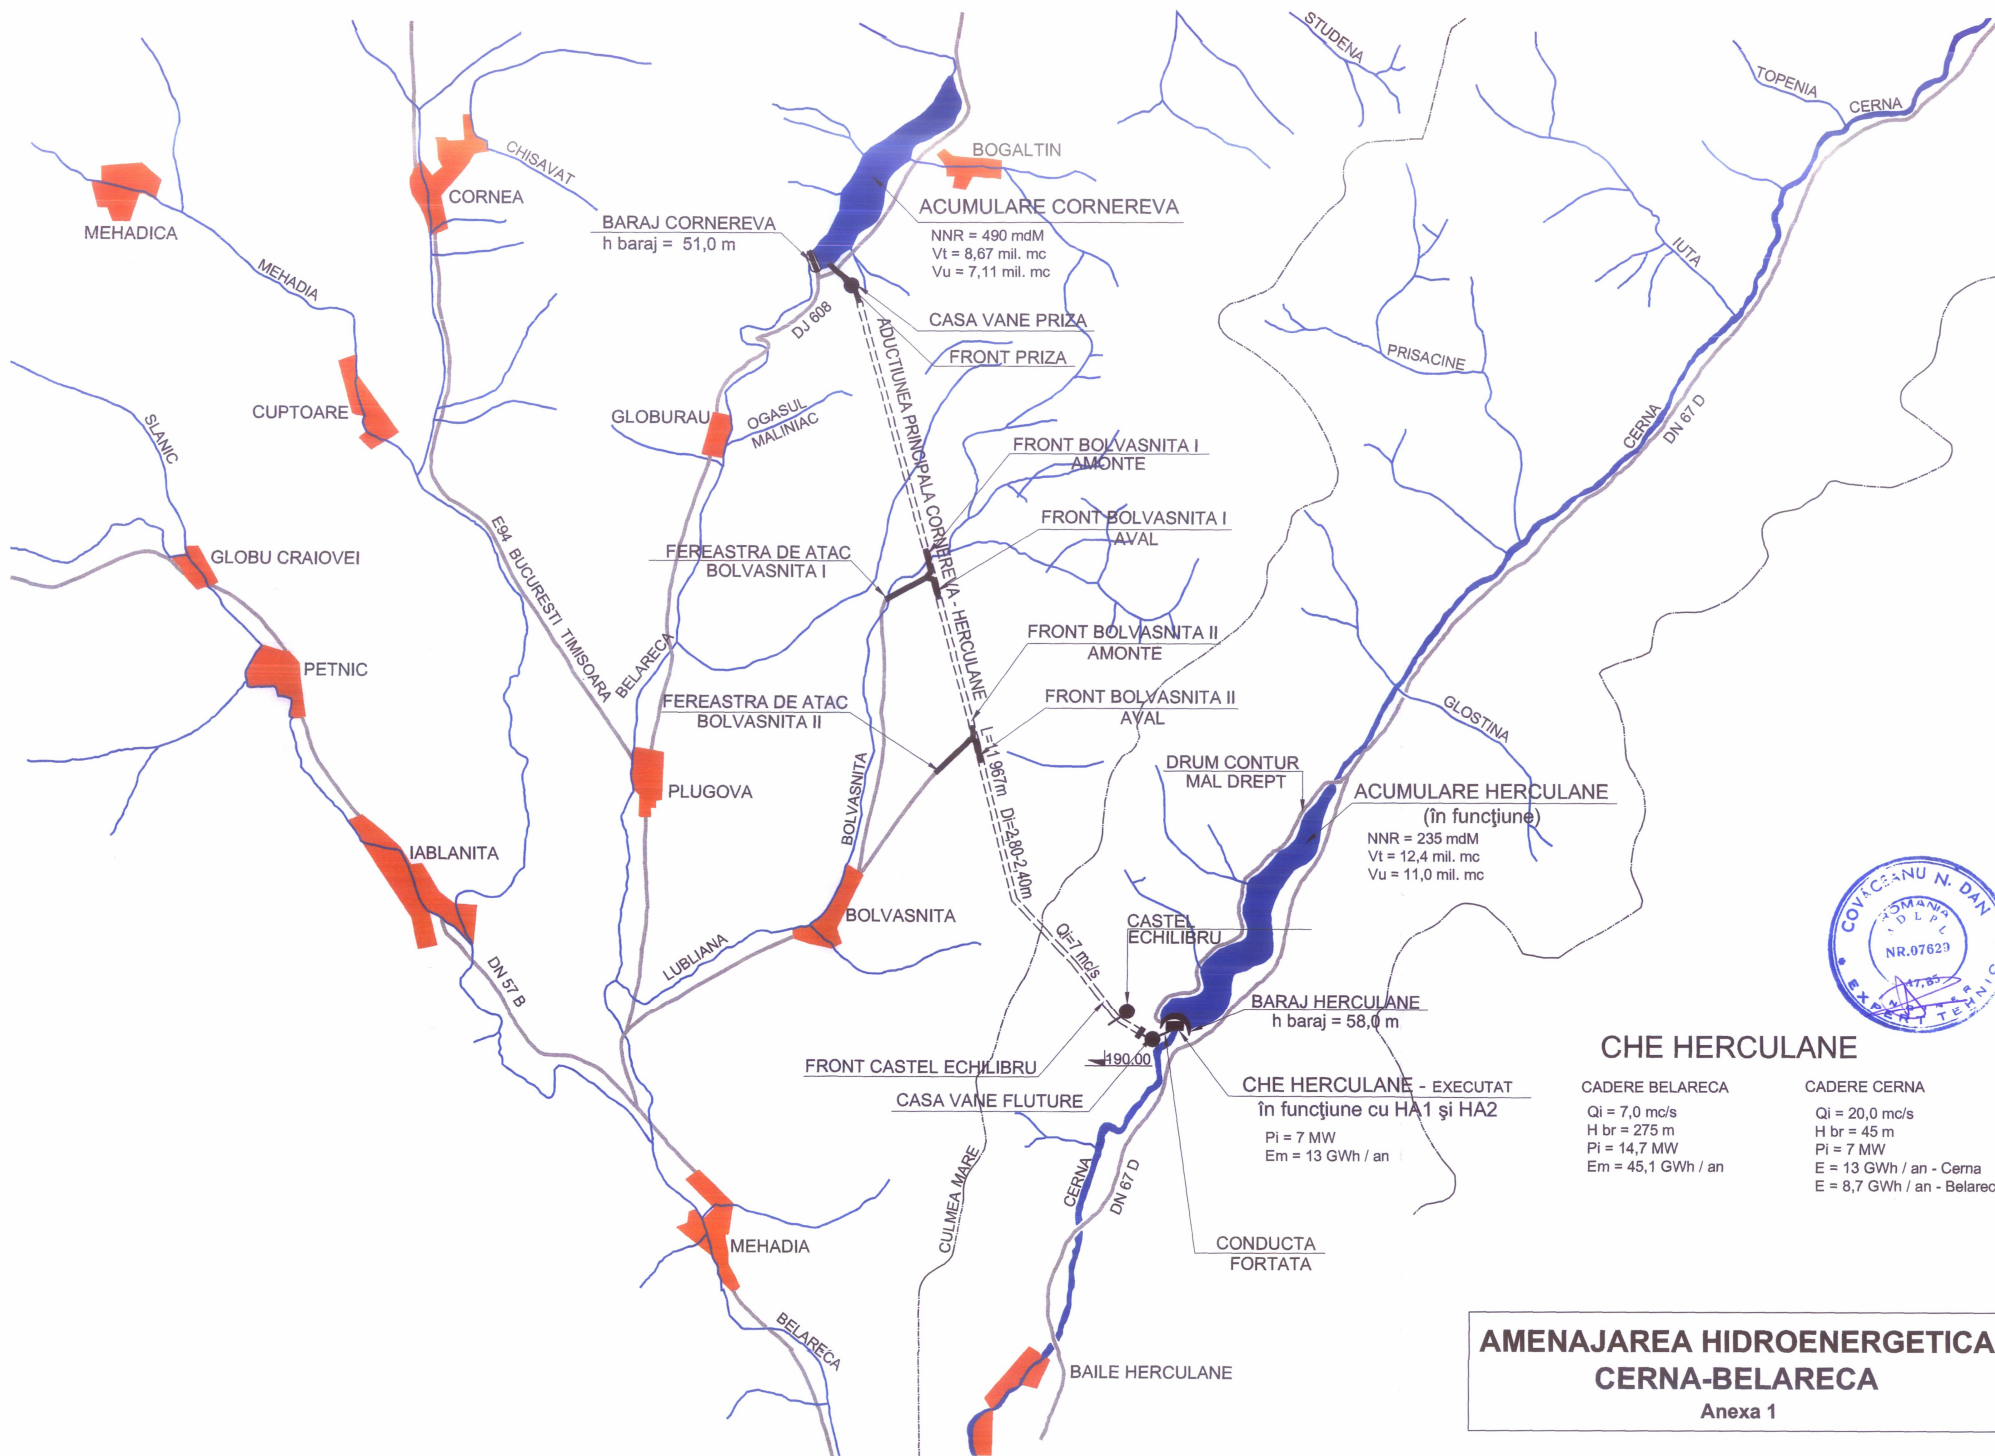 STUDENA
TOPENIA
CERNA
BOGALTIN
CHISAVAT
CORNEA
MEHADICA
BARAJ CORNEREVA
h baraj = 51,0 m
ACUMULARE CORNEREVA
NNR = 490 mdM
Vt = 8,67 mil. mc
Vu = 7,11 mil. mc
MEHADIA
IUTA
DJ 608
CASA VANE PRIZA
FRONT PRIZA
PRISACINE
ADUCTIUNEA PRINCIPALA CORNEREVA - HERCULANE L=11 967m Di=2,80-2,40m
Qi=7 mc/s
CUPTOARE
GLOBURAU
OGASUL
MALINIAC
SLANIC
CERNA
DN 67 D
FRONT BOLVASNITA I
AMONTE
FRONT BOLVASNITA I
AVAL
FEREASTRA DE ATAC
BOLVASNITA I
GLOBU CRAIOVEI
E94 BUCURESTI TIMISOARA
BELARECA
FRONT BOLVASNITA II
AMONTE
PETNIC
FEREASTRA DE ATAC
BOLVASNITA II
FRONT BOLVASNITA II
AVAL
GLOSTINA
DRUM CONTUR
MAL DREPT
PLUGOVA
BOLVASNITA
ACUMULARE HERCULANE
(în funcţiune)
NNR = 235 mdM
Vt = 12,4 mil. mc
Vu = 11,0 mil. mc
IABLANITA
BOLVASNITA
CASTEL
ECHILIBRU
LUBLIANA
DN 57 B
COVĂCEANU N. DAN
ROMANIA
NR.07629
EXPERT TEHNIC
BARAJ HERCULANE
h baraj = 58,0 m
190,00
FRONT CASTEL ECHILIBRU
CASA VANE FLUTURE
CHE HERCULANE - EXECUTAT
în funcţiune cu HA1 şi HA2
Pi = 7 MW
Em = 13 GWh / an
CHE HERCULANE
CADERE BELARECA
Qi = 7,0 mc/s
H br = 275 m
Pi = 14,7 MW
Em = 45,1 GWh / an
CADERE CERNA
Qi = 20,0 mc/s
H br = 45 m
Pi = 7 MW
E = 13 GWh / an - Cerna
E = 8,7 GWh / an - Belarec
CULMEA MARE
CERNA
DN 67 D
CONDUCTA
FORTATA
MEHADIA
BELARECA
BAILE HERCULANE
AMENAJAREA HIDROENERGETICA
CERNA-BELARECA
Anexa 1